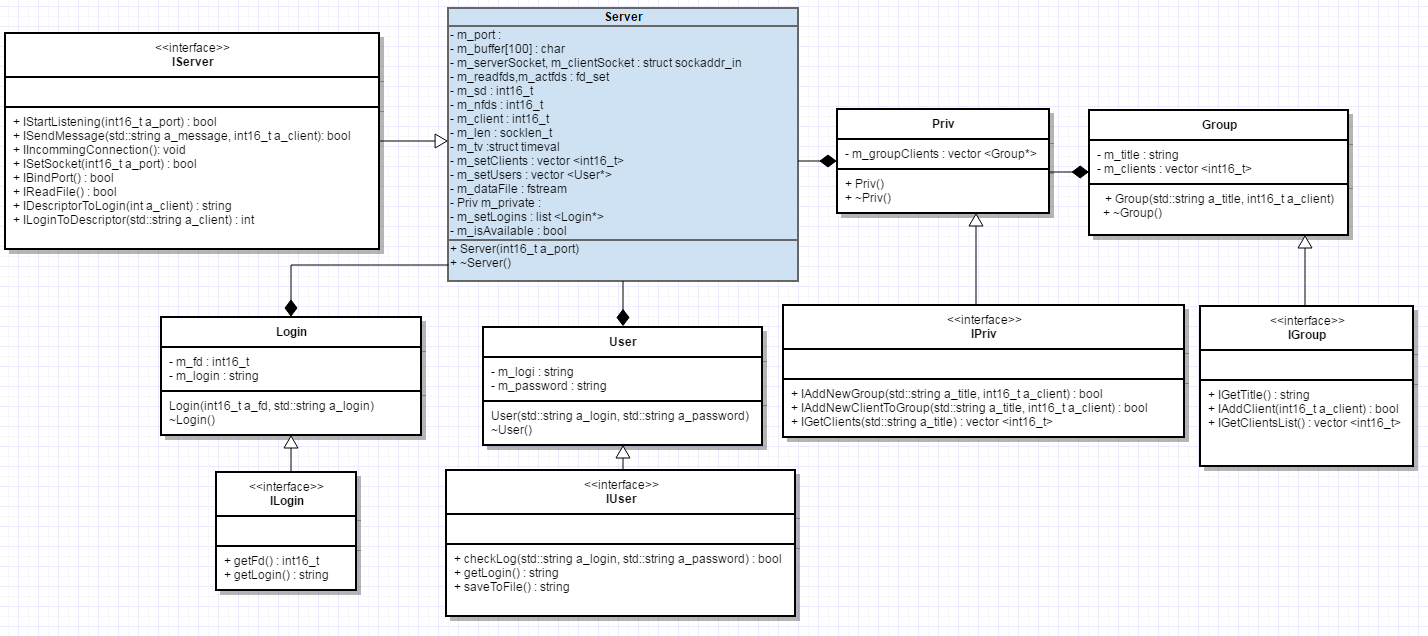 <<interface>>
IServer
+ IStartListening(int16_t a_port) : bool
+ ISendMessage(std::string a_message, int16_t a_client): bool
+ IIncommingConnection(): void
+ ISetSocket(int16_t a_port) : bool
+ IBindPort() : bool
+ IReadFile() : bool
+ IDescriptorToLogin(int a_client) : string
+ ILoginToDescriptor(std::string a_client) : int
Server
- m_port :
- m_buffer[100] : char
- m_serverSocket, m_clientSocket : struct sockaddr_in
- m_readfds,m_actfds : fd_set
- m_sd : int16_t
- m_nfds : int16_t
- m_client : int16_t
- m_len : socklen_t
- m_tv :struct timeval
- m_setClients : vector <int16_t>
- m_setUsers : vector <User*>
- m_dataFile : fstream
- Priv m_private :
- m_setLogins : list <Login*>
- m_isAvailable : bool
+ Server(int16_t a_port)
+ ~Server()
Priv
- m_groupClients : vector <Group*>
+ Priv()
+ ~Priv()
Group
- m_title : string
- m_clients : vector <int16_t>
+ Group(std::string a_title, int16_t a_client)
+ ~Group()
Login
- m_fd : int16_t
- m_login : string
Login(int16_t a_fd, std::string a_login)
~Login()
User
- m_logi : string
- m_password : string
User(std::string a_login, std::string a_password)
~User()
<<interface>>
IPriv
+ IAddNewGroup(std::string a_title, int16_t a_client) : bool
+ IAddNewClientToGroup(std::string a_title, int16_t a_client) : bool
+ IGetClients(std::string a_title) : vector <int16_t>
<<interface>>
IGroup
+ IGetTitle() : string
+ IAddClient(int16_t a_client) : bool
+ IGetClientsList() : vector <int16_t>
<<interface>>
ILogin
+ getFd() : int16_t
+ getLogin() : string
<<interface>>
IUser
+ checkLog(std::string a_login, std::string a_password) : bool
+ getLogin() : string
+ saveToFile() : string